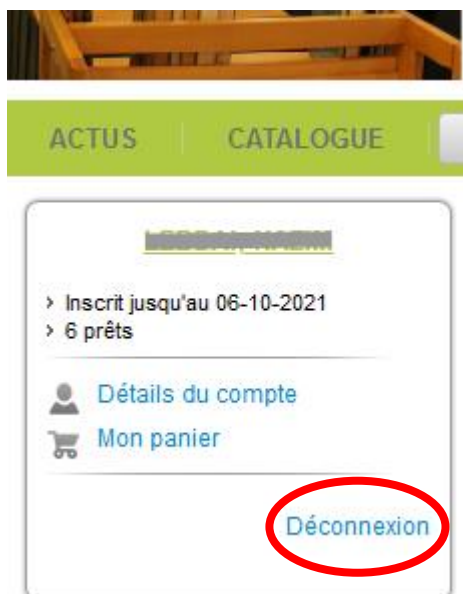 ACTUS CATALOGUE
› Inscrit jusqu'au 06-10-2021
› 6 prêts
Détails du compte
Mon panier
Déconnexion